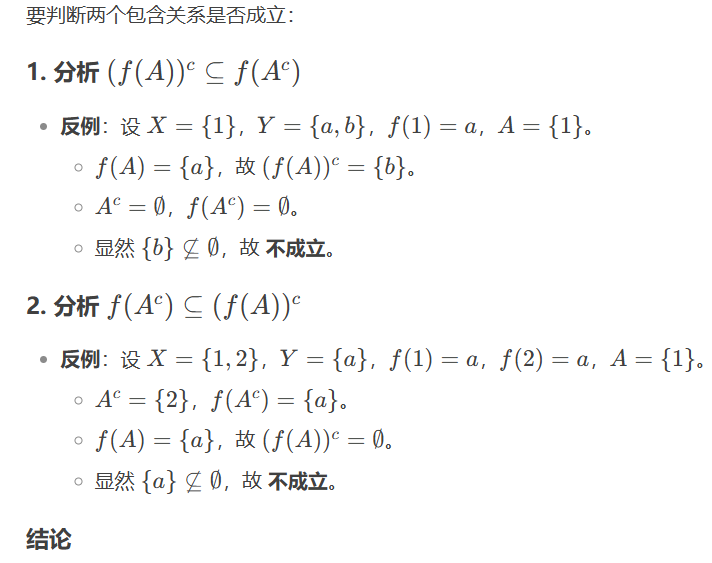 要判断两个包含关系是否成立：
1. 分析 $(f(A))^c \subseteq f(A^c)$
• 反例：设 $X = \{1\}$，$Y = \{a, b\}$，$f(1) = a$，$A = \{1\}$。
◦ $f(A) = \{a\}$，故 $(f(A))^c = \{b\}$。
◦ $A^c = \emptyset$，$f(A^c) = \emptyset$。
◦ 显然 $\{b\} \not\subseteq \emptyset$，故 不成立。
2. 分析 $f(A^c) \subseteq (f(A))^c$
• 反例：设 $X = \{1, 2\}$，$Y = \{a\}$，$f(1) = a$，$f(2) = a$，$A = \{1\}$。
◦ $A^c = \{2\}$，$f(A^c) = \{a\}$。
◦ $f(A) = \{a\}$，故 $(f(A))^c = \emptyset$。
◦ 显然 $\{a\} \not\subseteq \emptyset$，故 不成立。
结论